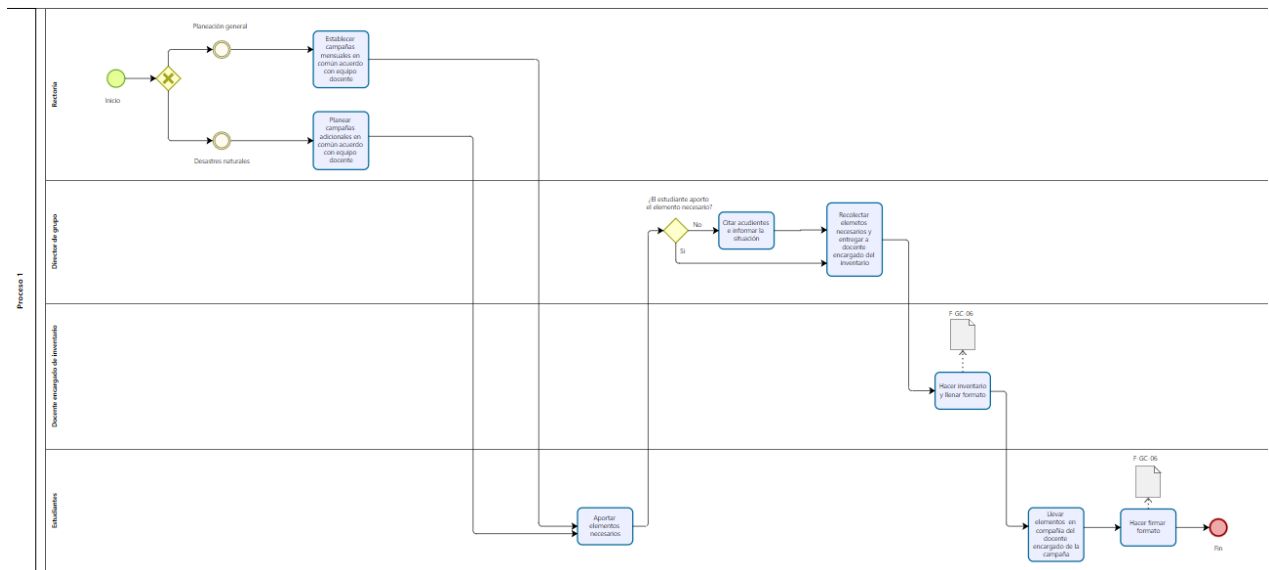 Proceso 1
Rectoría
Planeación general
Establecer
campañas
mensuales en
común acuerdo
con equipo
docente
Inicio
Planear
campañas
adicionales en
común acuerdo
con equipo
docente
Desastres naturales
Director de grupo
¿El estudiante aporto
el elemento necesario?
No
Si
Citar acudientes
e informar la
situación
Recolectar
elemetos
necesarios y
entregar a
docente
encargado del
inventario
Docente encargado de inventario
F-GC-06
Hacer inventario
y llenar formato
Estudiantes
Aportar
elementos
necesarios
Llevar
elementos en
compañía del
docente
encargado de la
campaña
F-GC-06
Hacer firmar
formato
Fin